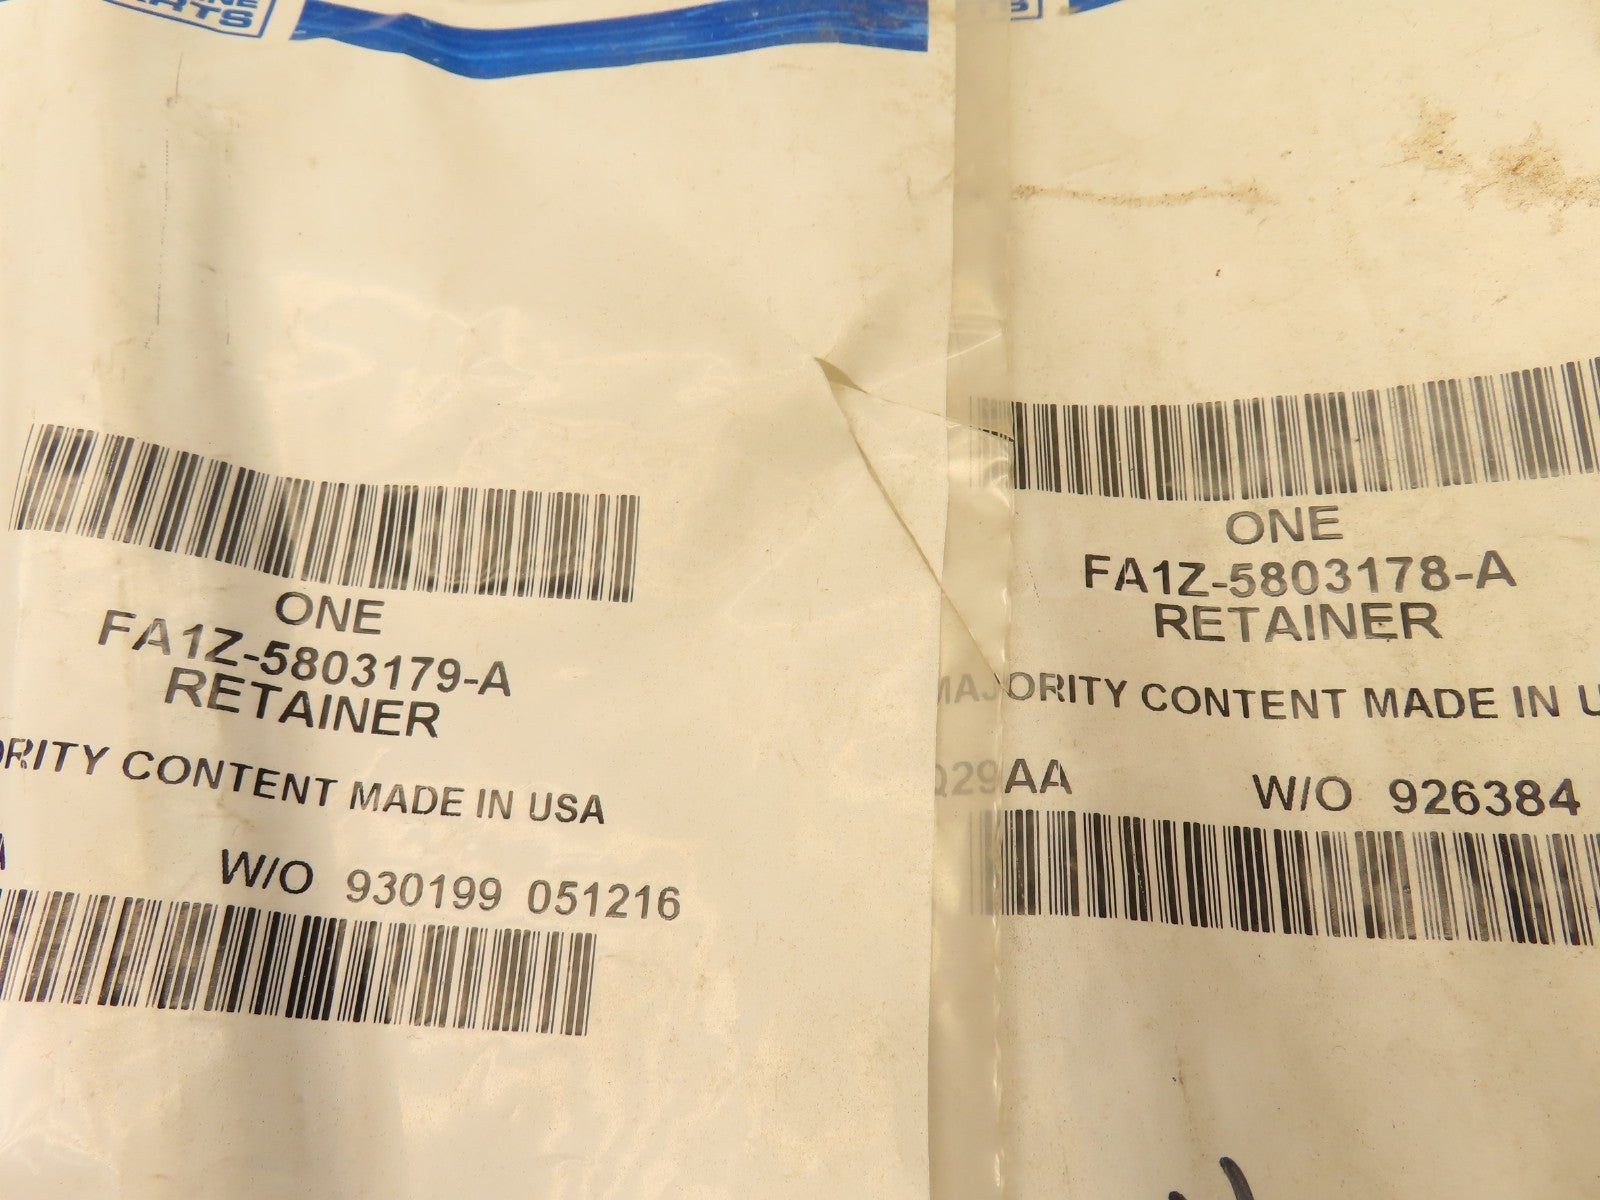 PARTS
ONE
FA1Z-5803179-A
RETAINER
ORITY CONTENT MADE IN USA
A
W/O 930199 051216
ONE
FA1Z-5803178-A
RETAINER
MAJORITY CONTENT MADE IN U
Q29AA W/O 926384